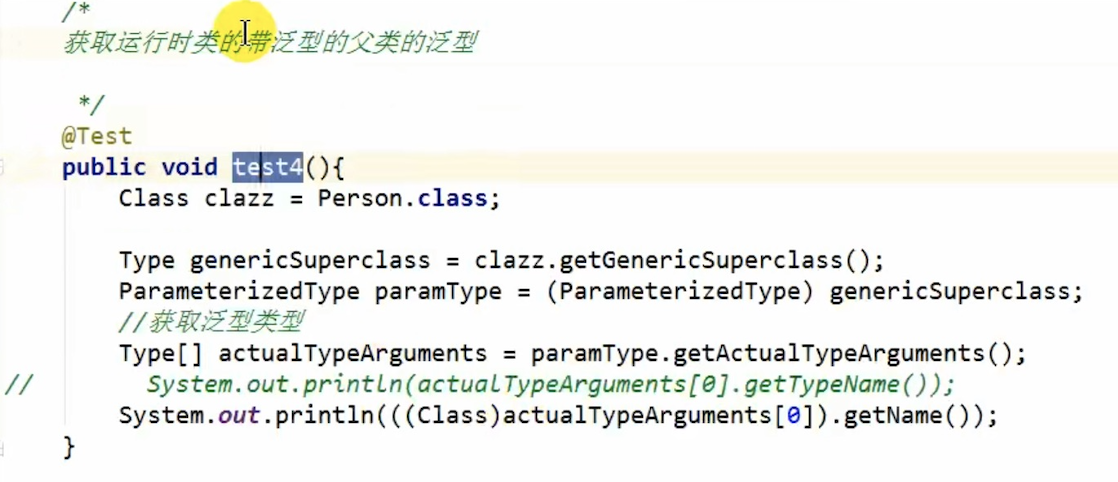 /*
获取运行时类的带泛型的父类的泛型
*/
@Test
public void test4(){
Class clazz = Person.class;
Type genericSuperclass = clazz.getGenericSuperclass();
ParameterizedType paramType = (ParameterizedType) genericSuperclass;
//获取泛型类型
Type[] actualTypeArguments = paramType.getActualTypeArguments();
// System.out.println(actualTypeArguments[0].getTypeName());
System.out.println(((Class)actualTypeArguments[0]).getName());
}